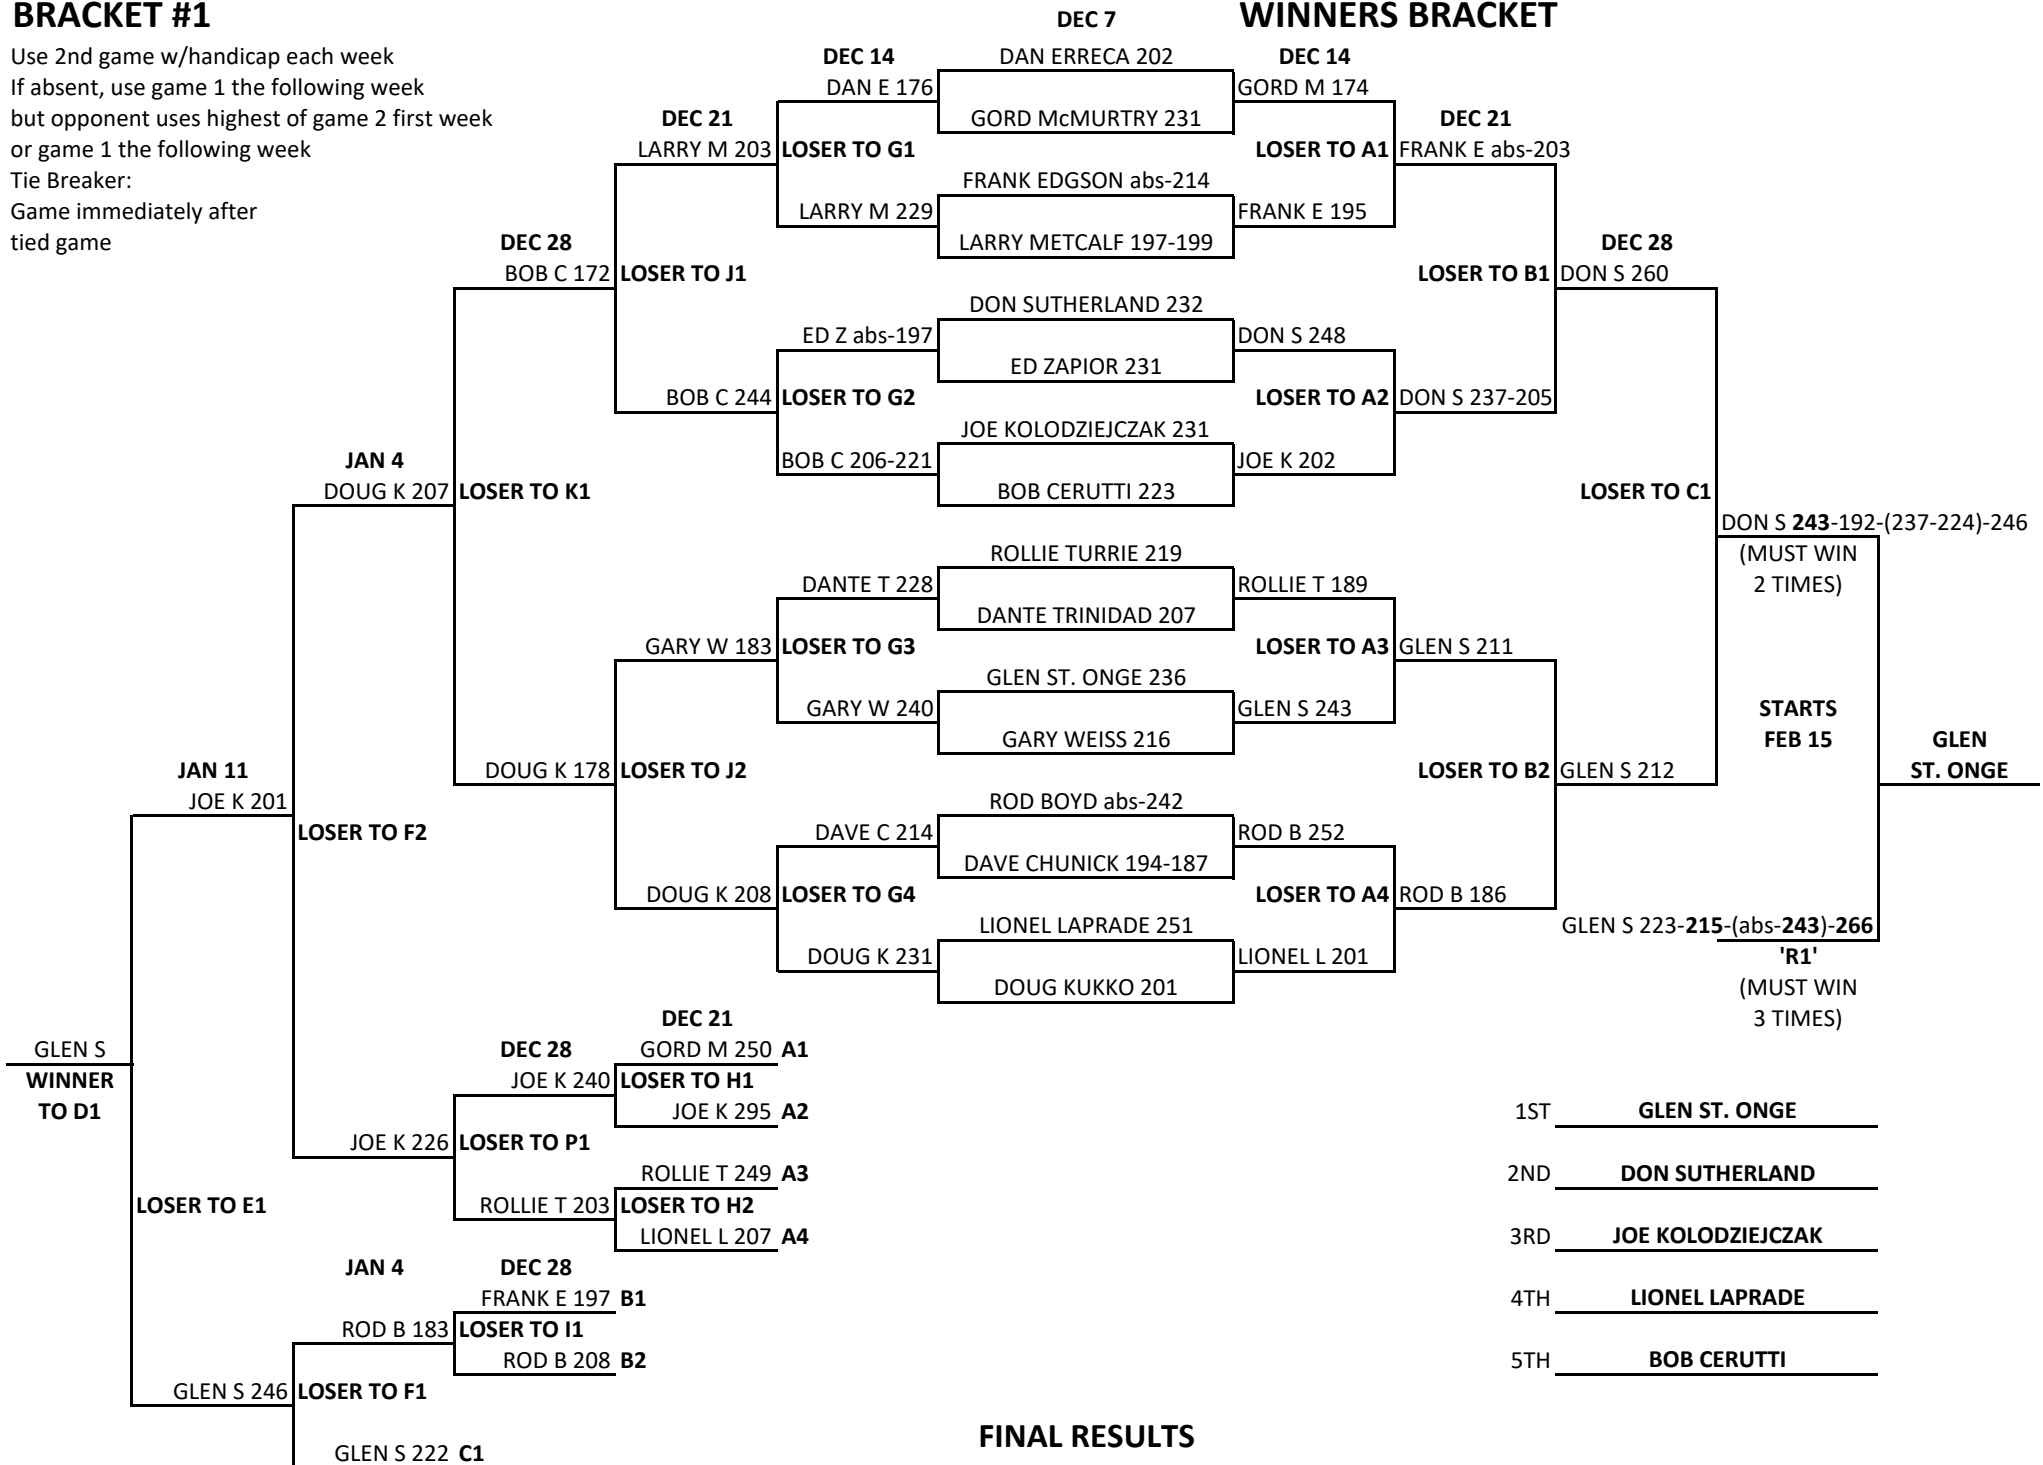 BRACKET #1
WINNERS BRACKET
DEC 7
Use 2nd game w/handicap each week
If absent, use game 1 the following week
but opponent uses highest of game 2 first week
or game 1 the following week
Tie Breaker:
Game immediately after
tied game
DEC 14
DAN ERRECA 202
DEC 14
DAN E 176
GORD M 174
DEC 21
GORD McMURTRY 231
DEC 21
LARRY M 203
LOSER TO G1
LOSER TO A1
FRANK E abs-203
FRANK EDGSON abs-214
LARRY M 229
FRANK E 195
DEC 28
LARRY METCALF 197-199
DEC 28
BOB C 172
LOSER TO J1
LOSER TO B1
DON S 260
DON SUTHERLAND 232
ED Z abs-197
DON S 248
ED ZAPIOR 231
BOB C 244
LOSER TO G2
LOSER TO A2
DON S 237-205
JOE KOLODZIEJCZAK 231
JAN 4
BOB C 206-221
JOE K 202
DOUG K 207
LOSER TO K1
BOB CERUTTI 223
LOSER TO C1
DON S 243-192-(237-224)-246
ROLLIE TURRIE 219
(MUST WIN
DANTE T 228
ROLLIE T 189
2 TIMES)
DANTE TRINIDAD 207
GARY W 183
LOSER TO G3
LOSER TO A3
GLEN S 211
GLEN ST. ONGE 236
GARY W 240
GLEN S 243
STARTS
GARY WEISS 216
FEB 15
GLEN
JAN 11
DOUG K 178
LOSER TO J2
LOSER TO B2
GLEN S 212
ST. ONGE
JOE K 201
ROD BOYD abs-242
LOSER TO F2
DAVE C 214
ROD B 252
DAVE CHUNICK 194-187
DOUG K 208
LOSER TO G4
LOSER TO A4
ROD B 186
LIONEL LAPRADE 251
GLEN S 223-215-(abs-243)-266
DOUG K 231
LIONEL L 201
'R1'
DOUG KUKKO 201
(MUST WIN
DEC 21
3 TIMES)
GLEN S
DEC 28
GORD M 250 A1
WINNER
JOE K 240
LOSER TO H1
TO D1
JOE K 295 A2
1ST GLEN ST. ONGE
JOE K 226
LOSER TO P1
ROLLIE T 249 A3
2ND DON SUTHERLAND
LOSER TO E1
ROLLIE T 203
LOSER TO H2
LIONEL L 207 A4
3RD JOE KOLODZIEJCZAK
JAN 4
DEC 28
FRANK E 197 B1
4TH LIONEL LAPRADE
ROD B 183
LOSER TO I1
ROD B 208 B2
5TH BOB CERUTTI
GLEN S 246
LOSER TO F1
FINAL RESULTS
GLEN S 222 C1